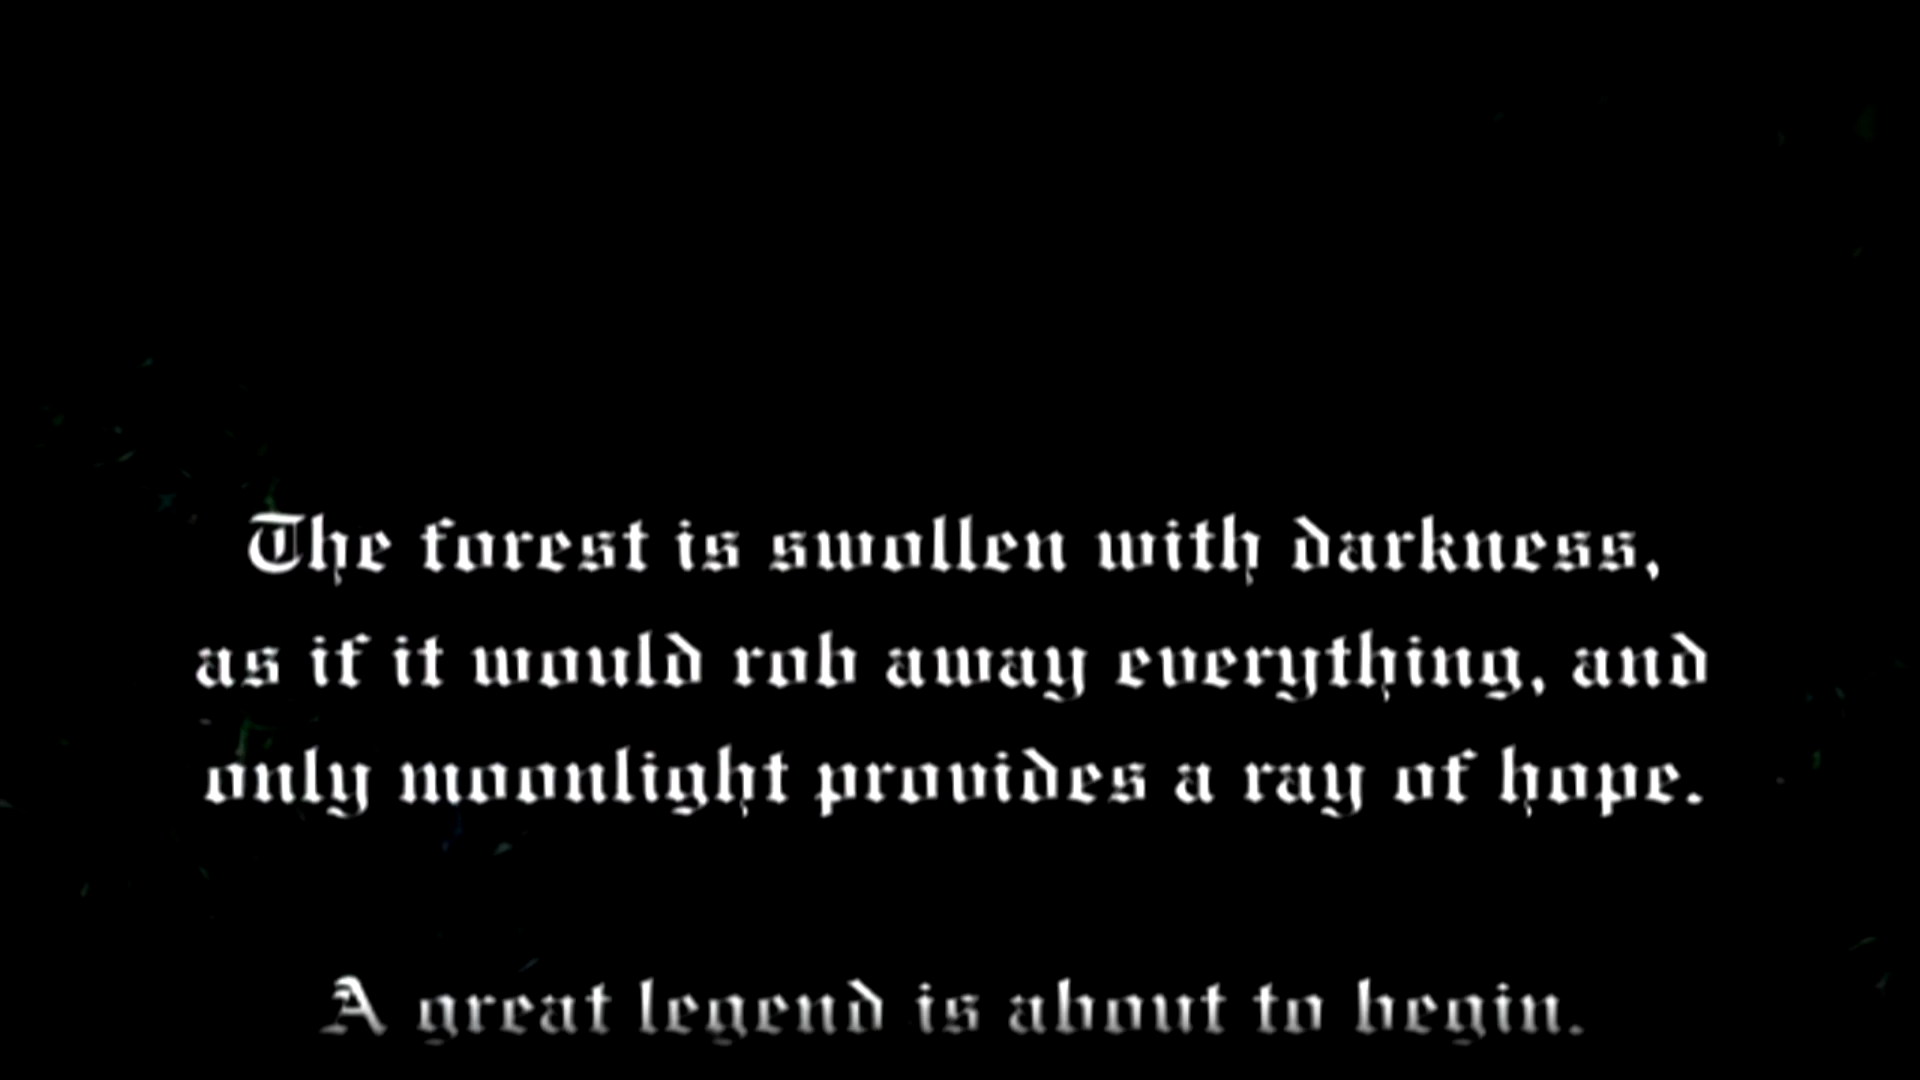 The forest is swollen with darkness,
as if it would rob away everything, and
only moonlight provides a ray of hope.
A great legend is about to begin.